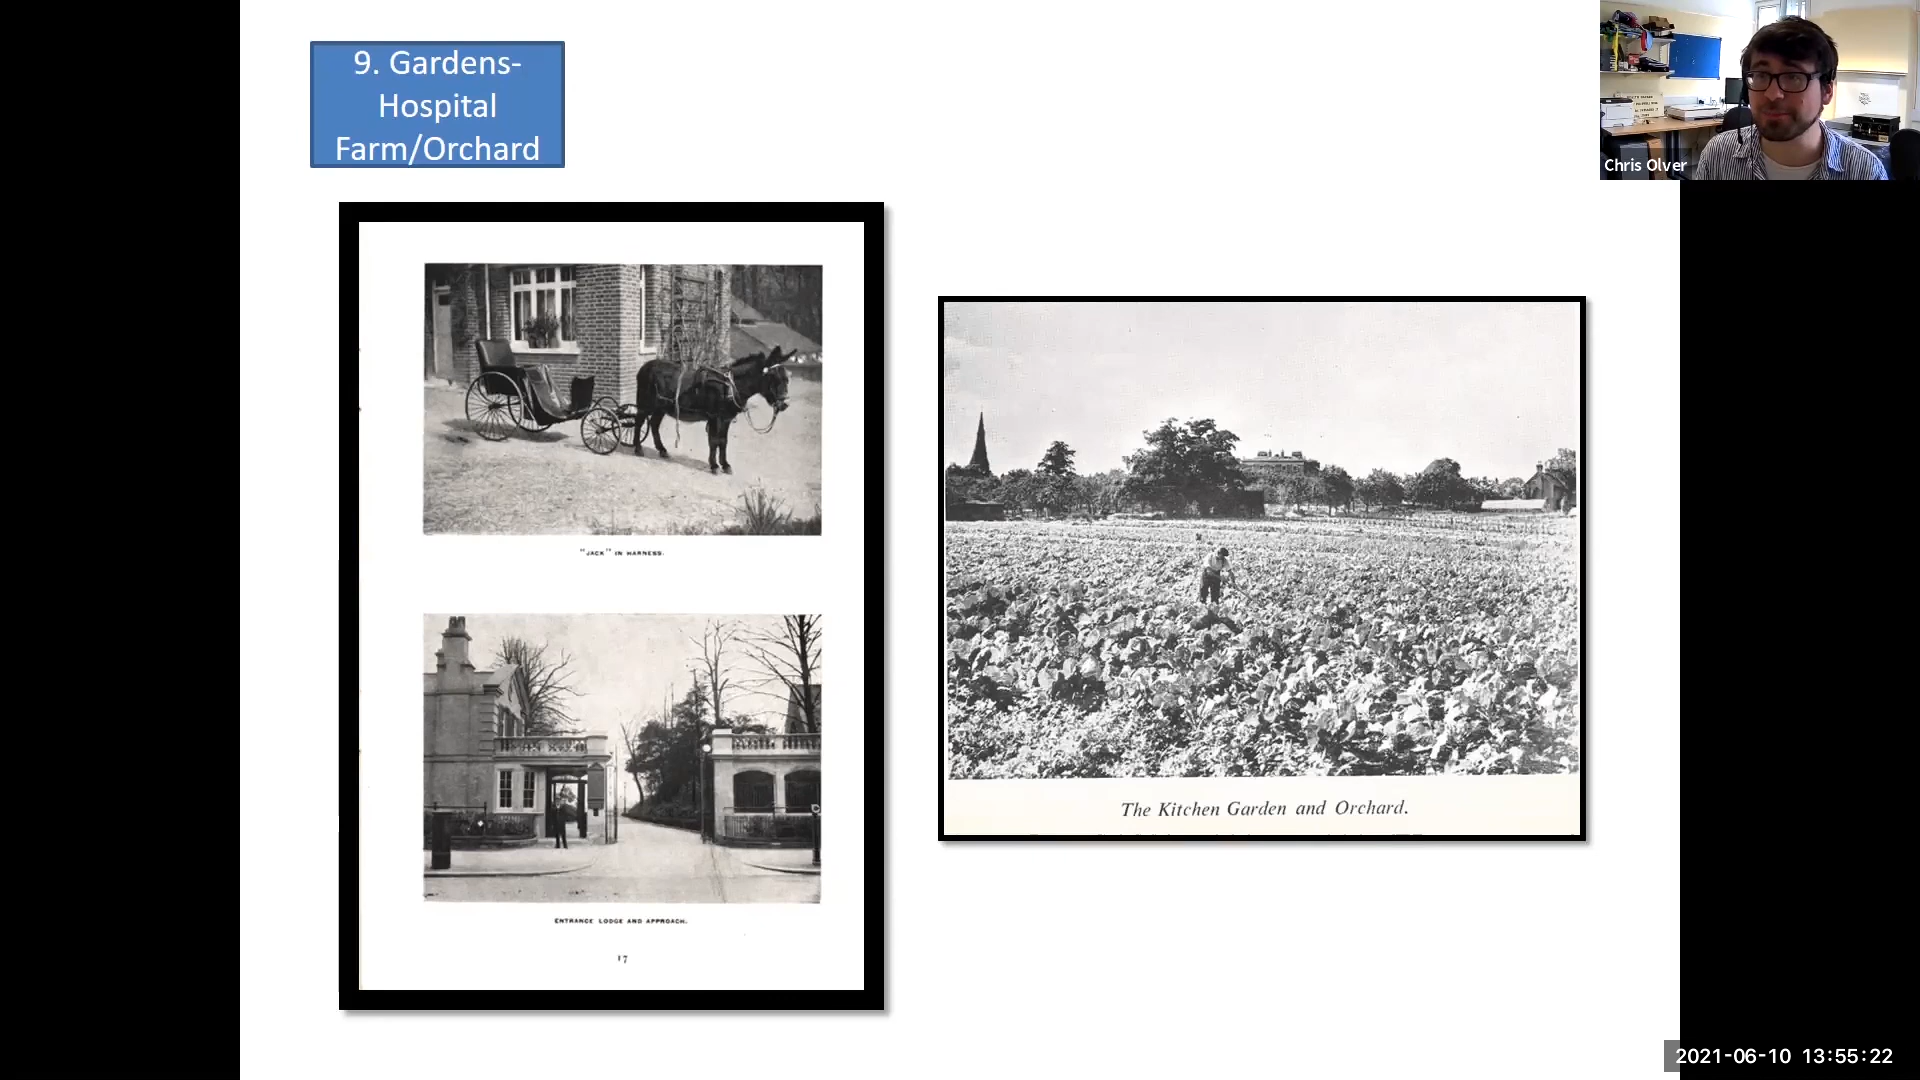 9. Gardens-
Hospital
Farm/Orchard
Chris Olver
"JACK" IN HARNESS.
ENTRANCE LODGE AND APPROACH.
17
The Kitchen Garden and Orchard.
2021-06-10 13:55:22